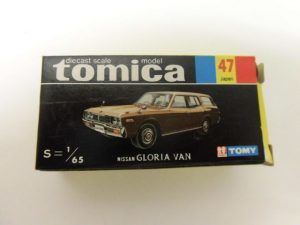 diecast scale model
tomica
47
Japan
S=1/65
NISSAN GLORIA VAN
TOMY